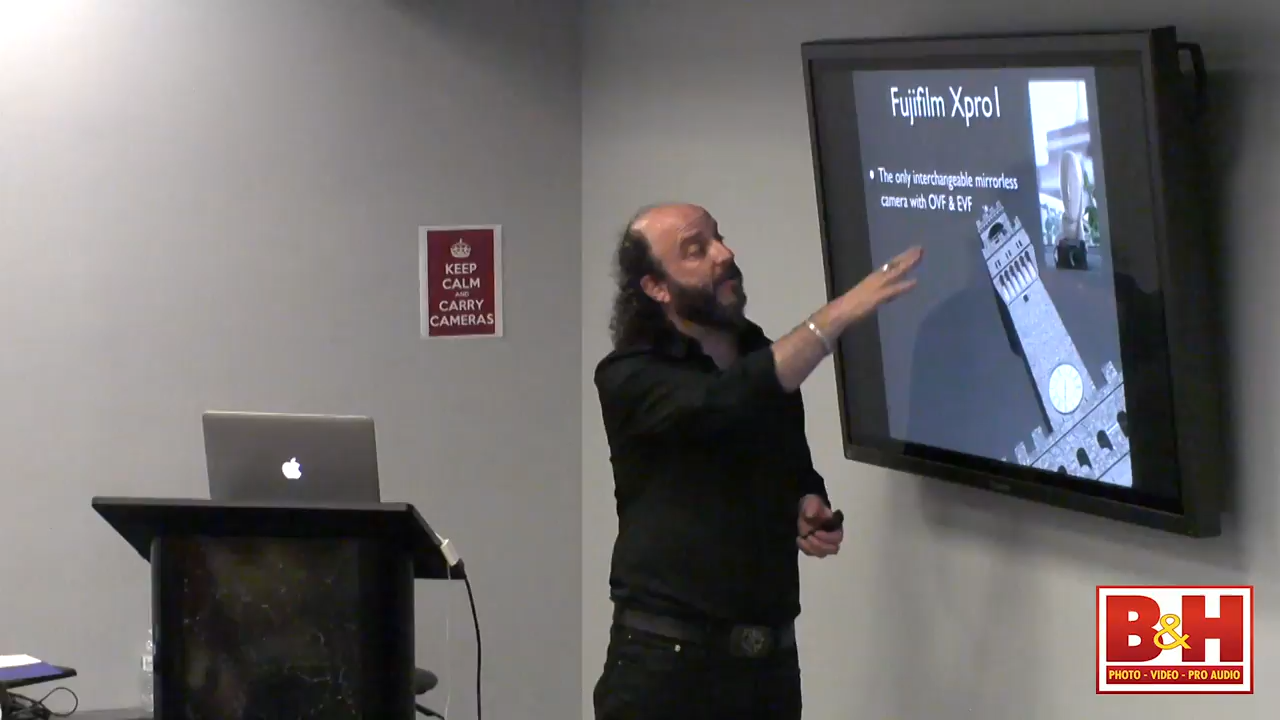 Fujifilm Xpro1
• The only interchangeable mirrorless
camera with OVF & EVF
KEEP
CALM
AND
CARRY
CAMERAS
B&H
PHOTO - VIDEO - PRO AUDIO